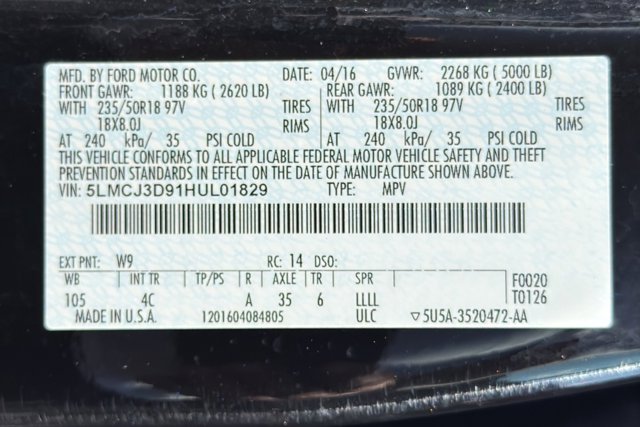 MFD. BY FORD MOTOR CO. DATE: 04/16 GVWR: 2268 KG ( 5000 LB)
FRONT GAWR: 1188 KG ( 2620 LB) REAR GAWR: 1089 KG ( 2400 LB)
WITH 235/50R18 97V TIRES WITH 235/50R18 97V TIRES
18X8.0J RIMS 18X8.0J RIMS
AT 240 kPa/ 35 PSI COLD AT 240 kPa/ 35 PSI COLD
THIS VEHICLE CONFORMS TO ALL APPLICABLE FEDERAL MOTOR VEHICLE SAFETY AND THEFT
PREVENTION STANDARDS IN EFFECT ON THE DATE OF MANUFACTURE SHOWN ABOVE.
VIN: 5LMCJ3D91HUL01829 TYPE: MPV
EXT PNT: W9 RC: 14 DSO:
WB INT TR TP/PS R AXLE TR SPR F0020
105 4C A 35 6 LLLL T0126
MADE IN U.S.A. 1201604084805 ULC ▽5U5A-3520472-AA